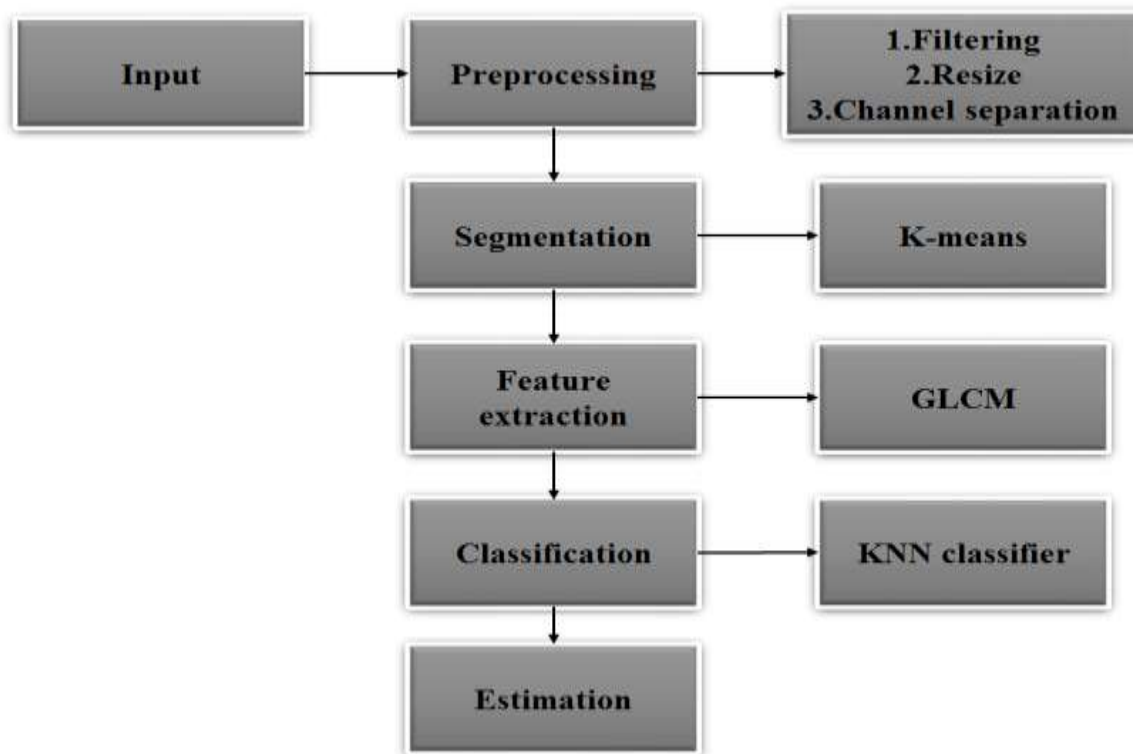 Input
Preprocessing
1.Filtering
2.Resize
3.Channel separation
Segmentation
K-means
Feature
extraction
GLCM
Classification
KNN classifier
Estimation